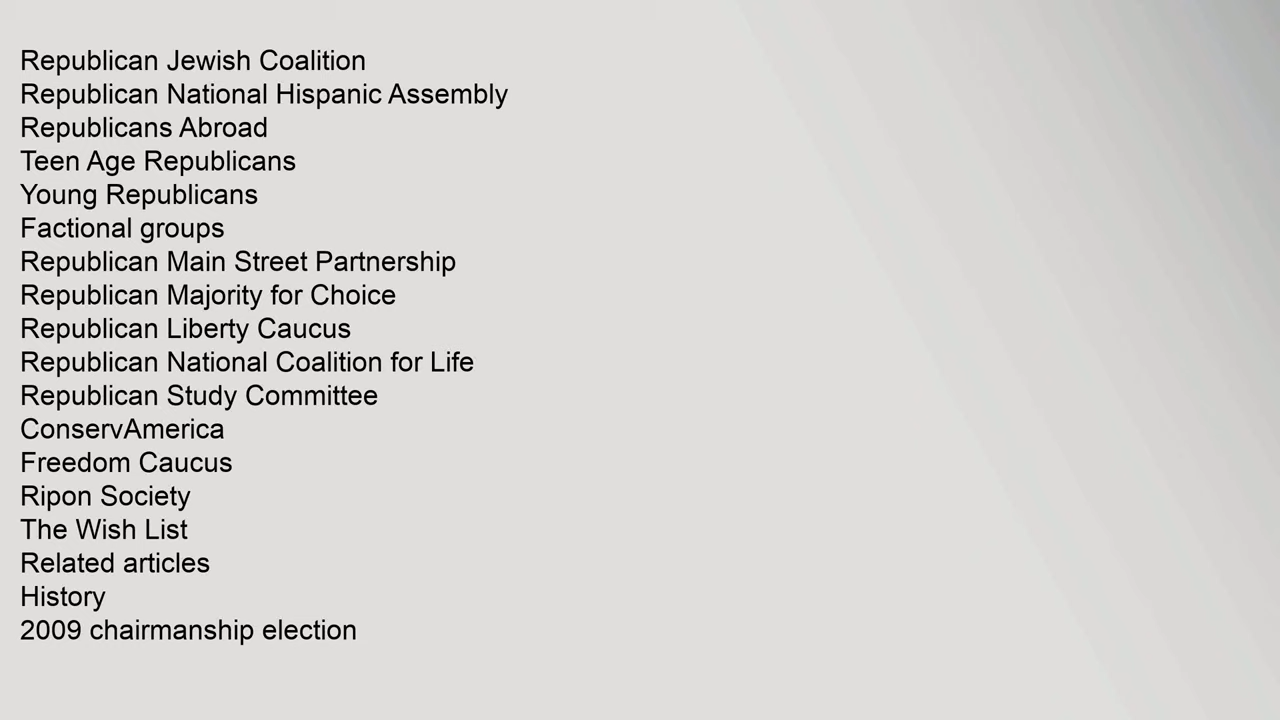 Republican Jewish Coalition
Republican National Hispanic Assembly
Republicans Abroad
Teen Age Republicans
Young Republicans
Factional groups
Republican Main Street Partnership
Republican Majority for Choice
Republican Liberty Caucus
Republican National Coalition for Life
Republican Study Committee
ConservAmerica
Freedom Caucus
Ripon Society
The Wish List
Related articles
History
2009 chairmanship election